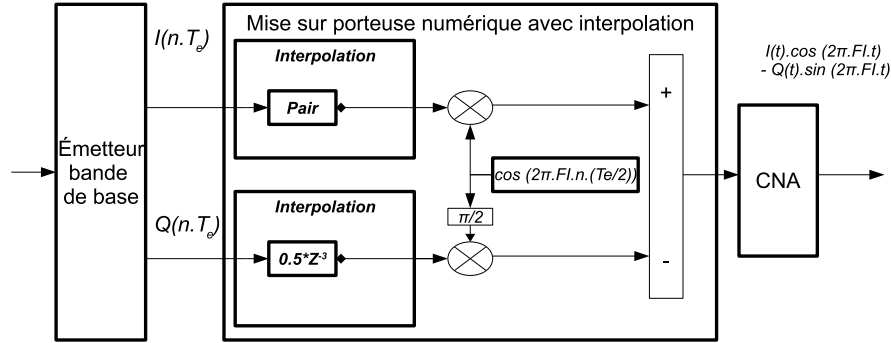 Mise sur porteuse numérique avec interpolation
I(n.Tₑ)
Interpolation
Pair
I(t).cos (2π.FI.t)
- Q(t).sin (2π.FI.t)
+
Émetteur
bande
de base
cos (2π.FI.n.(Te/2))
CNA
π/2
Q(n.Tₑ)
Interpolation
0.5*Z⁻³
-